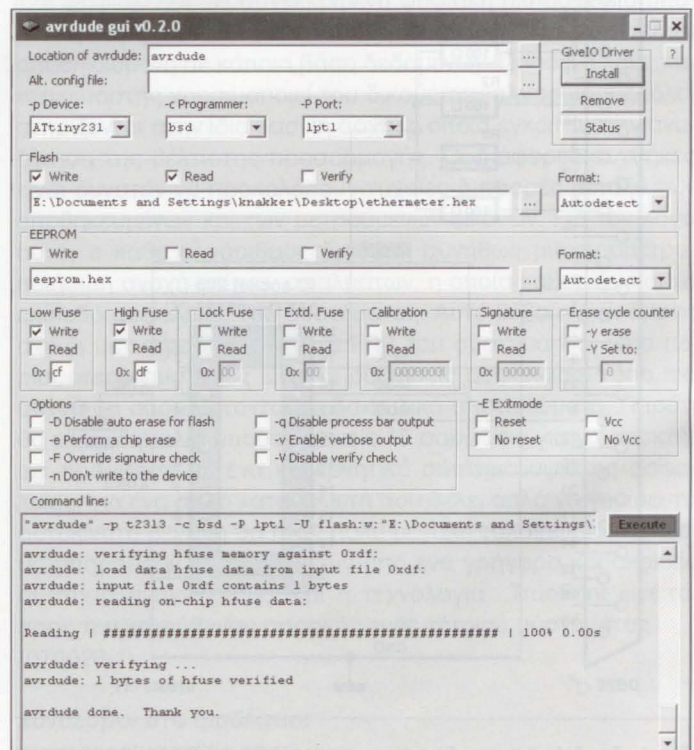 avrdude gui v0.2.0
Location of avrdude: avrdude ... GiveIO Driver ?
Alt. config file: ... Install
-p Device: -c Programmer: -P Port: Remove
ATtiny231 bsd lpt1 Status
Flash
Write Read Verify Format:
E:\Documents and Settings\knakker\Desktop\ethermeter.hex ... Autodetect
EEPROM
Write Read Verify Format:
eeprom.hex ... Autodetect
Low Fuse High Fuse Lock Fuse Extd. Fuse Calibration Signature Erase cycle counter
Write Write Write Write Write Write -y erase
Read Read Read Read Read Read -Y Set to:
0x cf 0x df 0x 00 0x 00 0x 0000000 0x 00000 0
Options -E Exitmode
-D Disable auto erase for flash -q Disable process bar output Reset Vcc
-e Perform a chip erase -v Enable verbose output No reset No Vcc
-F Override signature check -V Disable verify check
-n Don't write to the device
Command line:
"avrdude" -p t2313 -c bsd -P lpt1 -U flash:w:"E:\Documents and Settings\ Execute
avrdude: verifying hfuse memory against 0xdf:
avrdude: load data hfuse data from input file 0xdf:
avrdude: input file 0xdf contains 1 bytes
avrdude: reading on-chip hfuse data:
Reading | ################################################## | 100% 0.00s
avrdude: verifying ...
avrdude: 1 bytes of hfuse verified
avrdude done. Thank you.